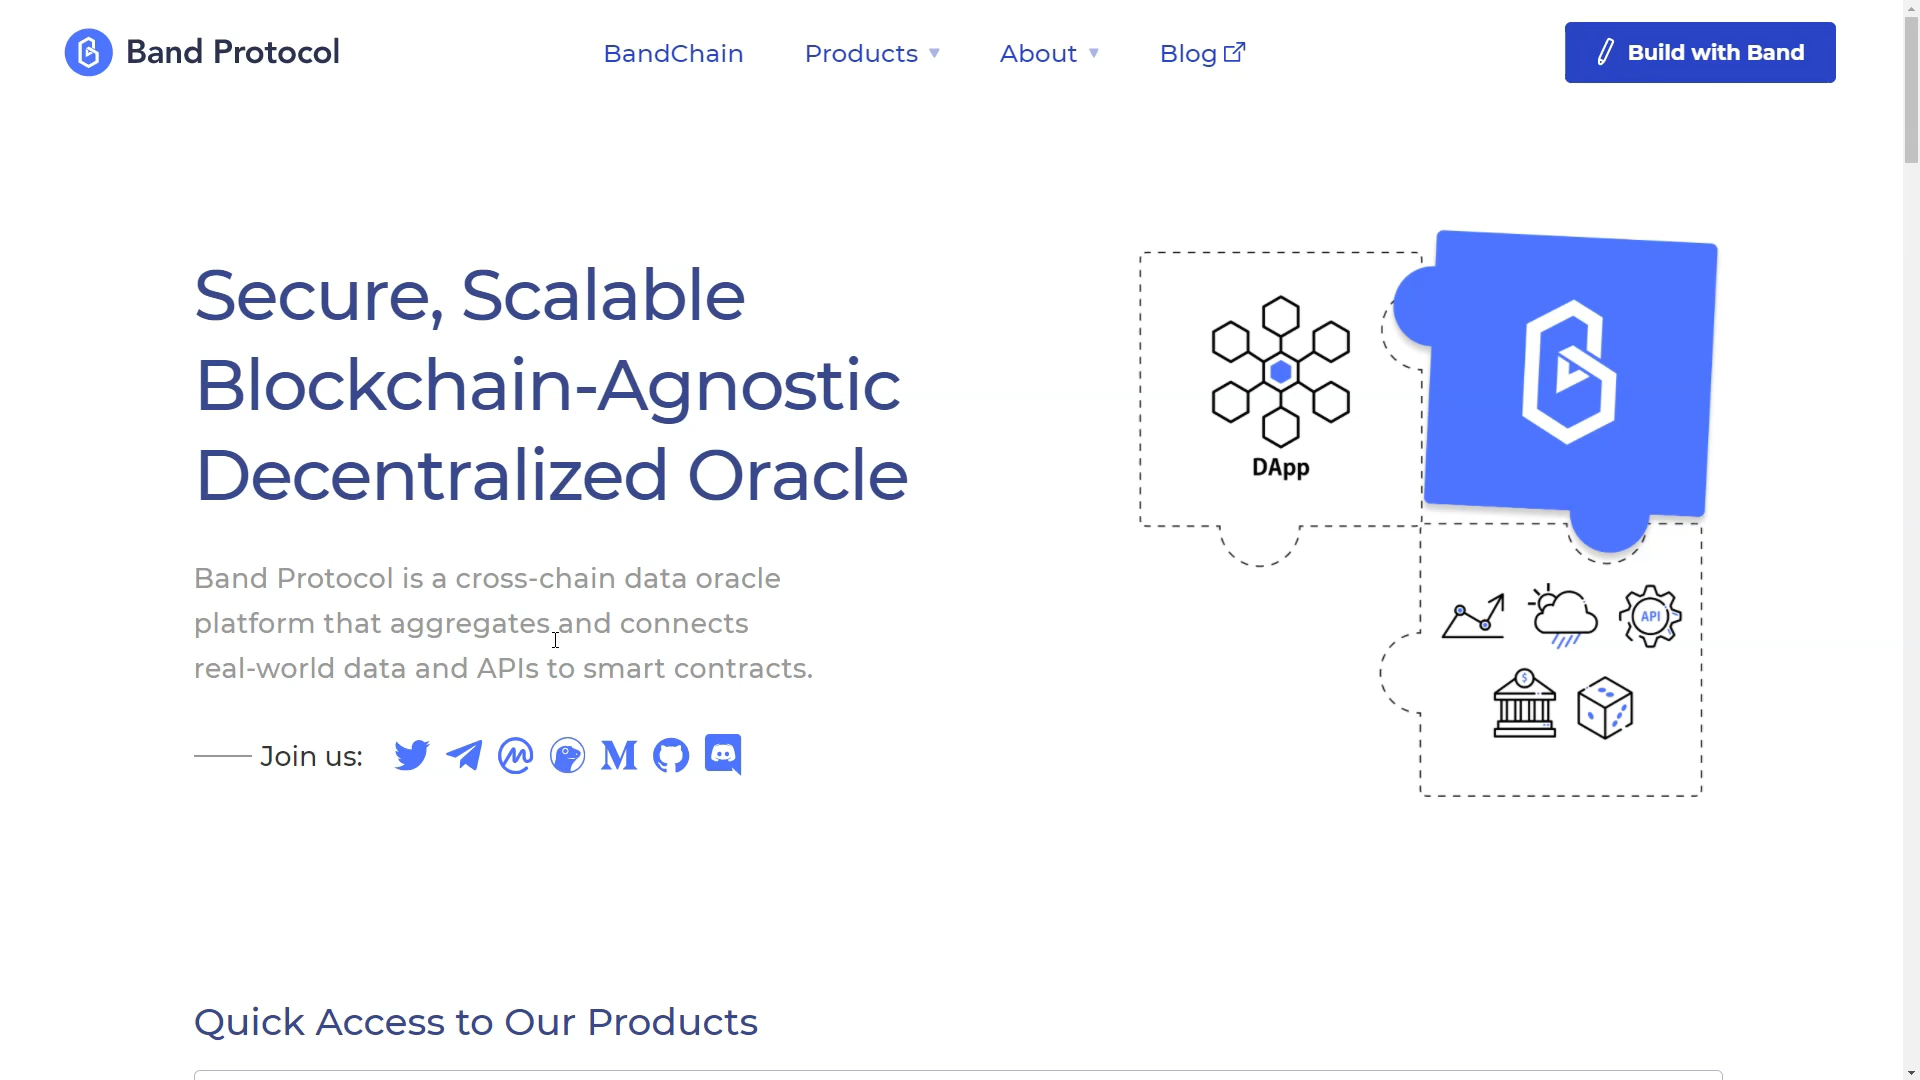 Band Protocol
BandChain
Products
About
Blog
Build with Band
Secure, Scalable
Blockchain-Agnostic
Decentralized Oracle
DApp
Band Protocol is a cross-chain data oracle
platform that aggregates and connects
real-world data and APIs to smart contracts.
API
$
Join us:
Quick Access to Our Products